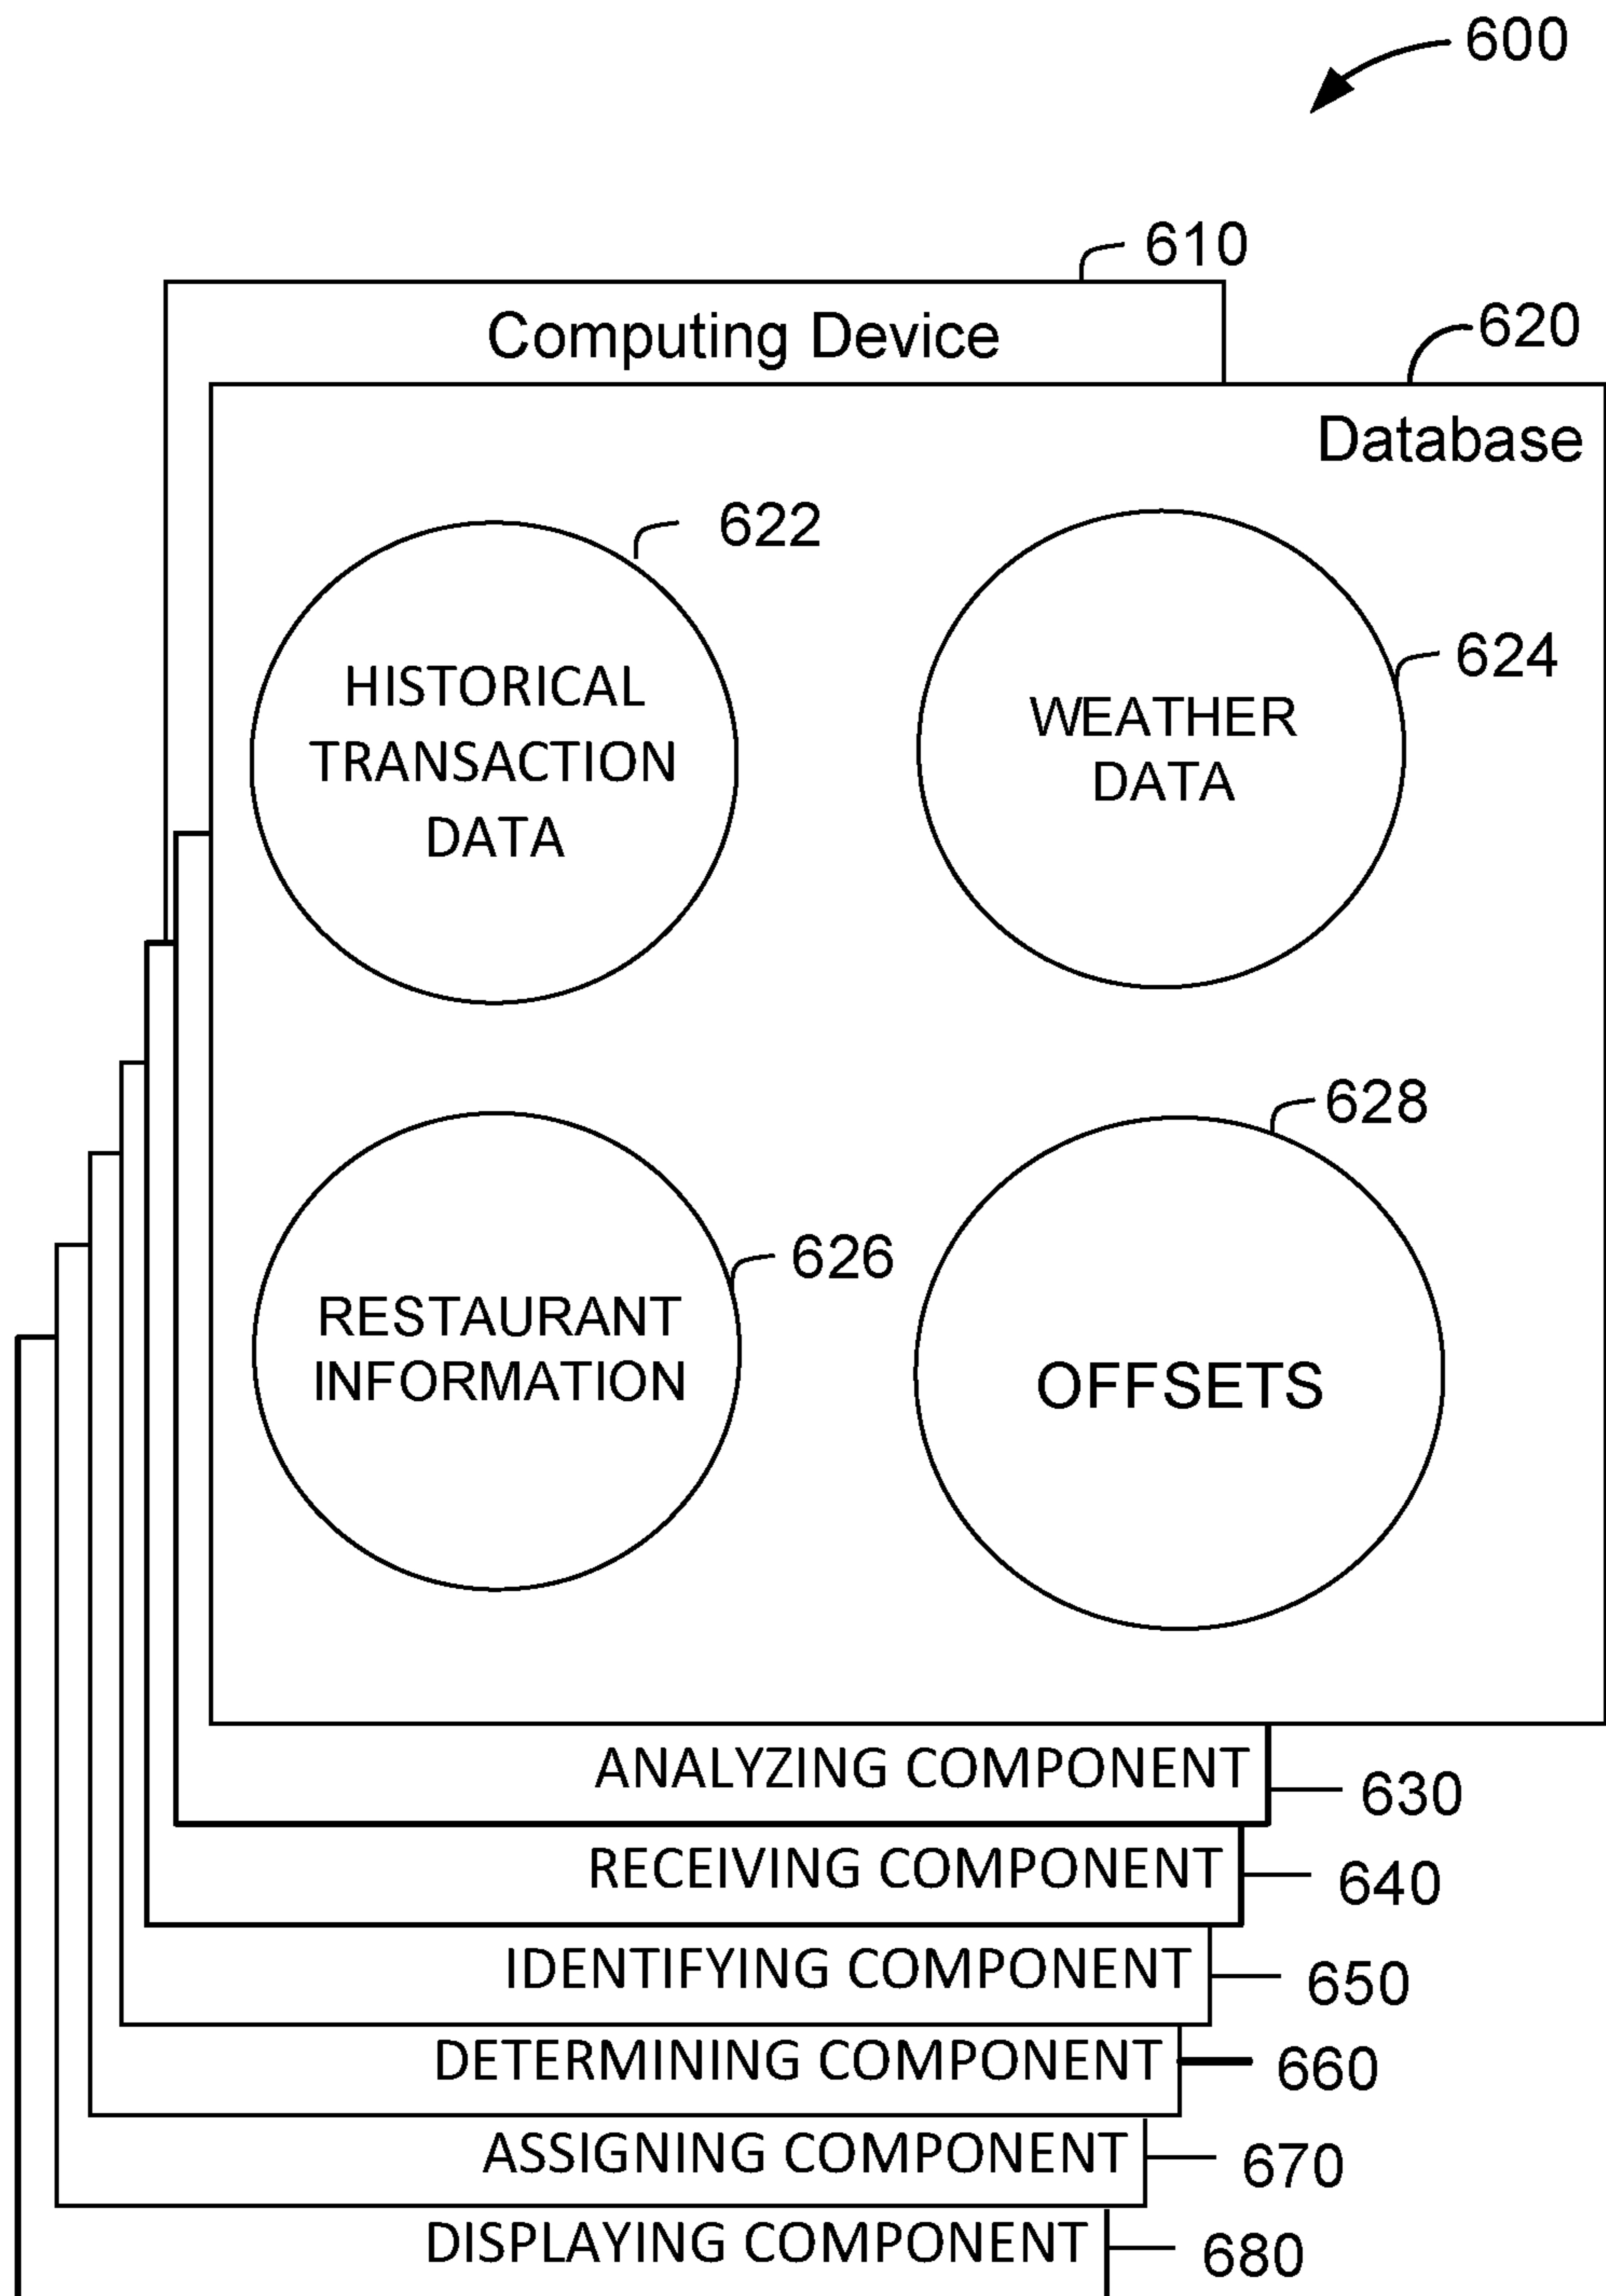 600
610
Computing Device
620
Database
622
HISTORICAL
TRANSACTION
DATA
624
WEATHER
DATA
628
626
RESTAURANT
INFORMATION
OFFSETS
ANALYZING COMPONENT
630
RECEIVING COMPONENT
640
IDENTIFYING COMPONENT
650
DETERMINING COMPONENT
660
ASSIGNING COMPONENT
670
DISPLAYING COMPONENT
680